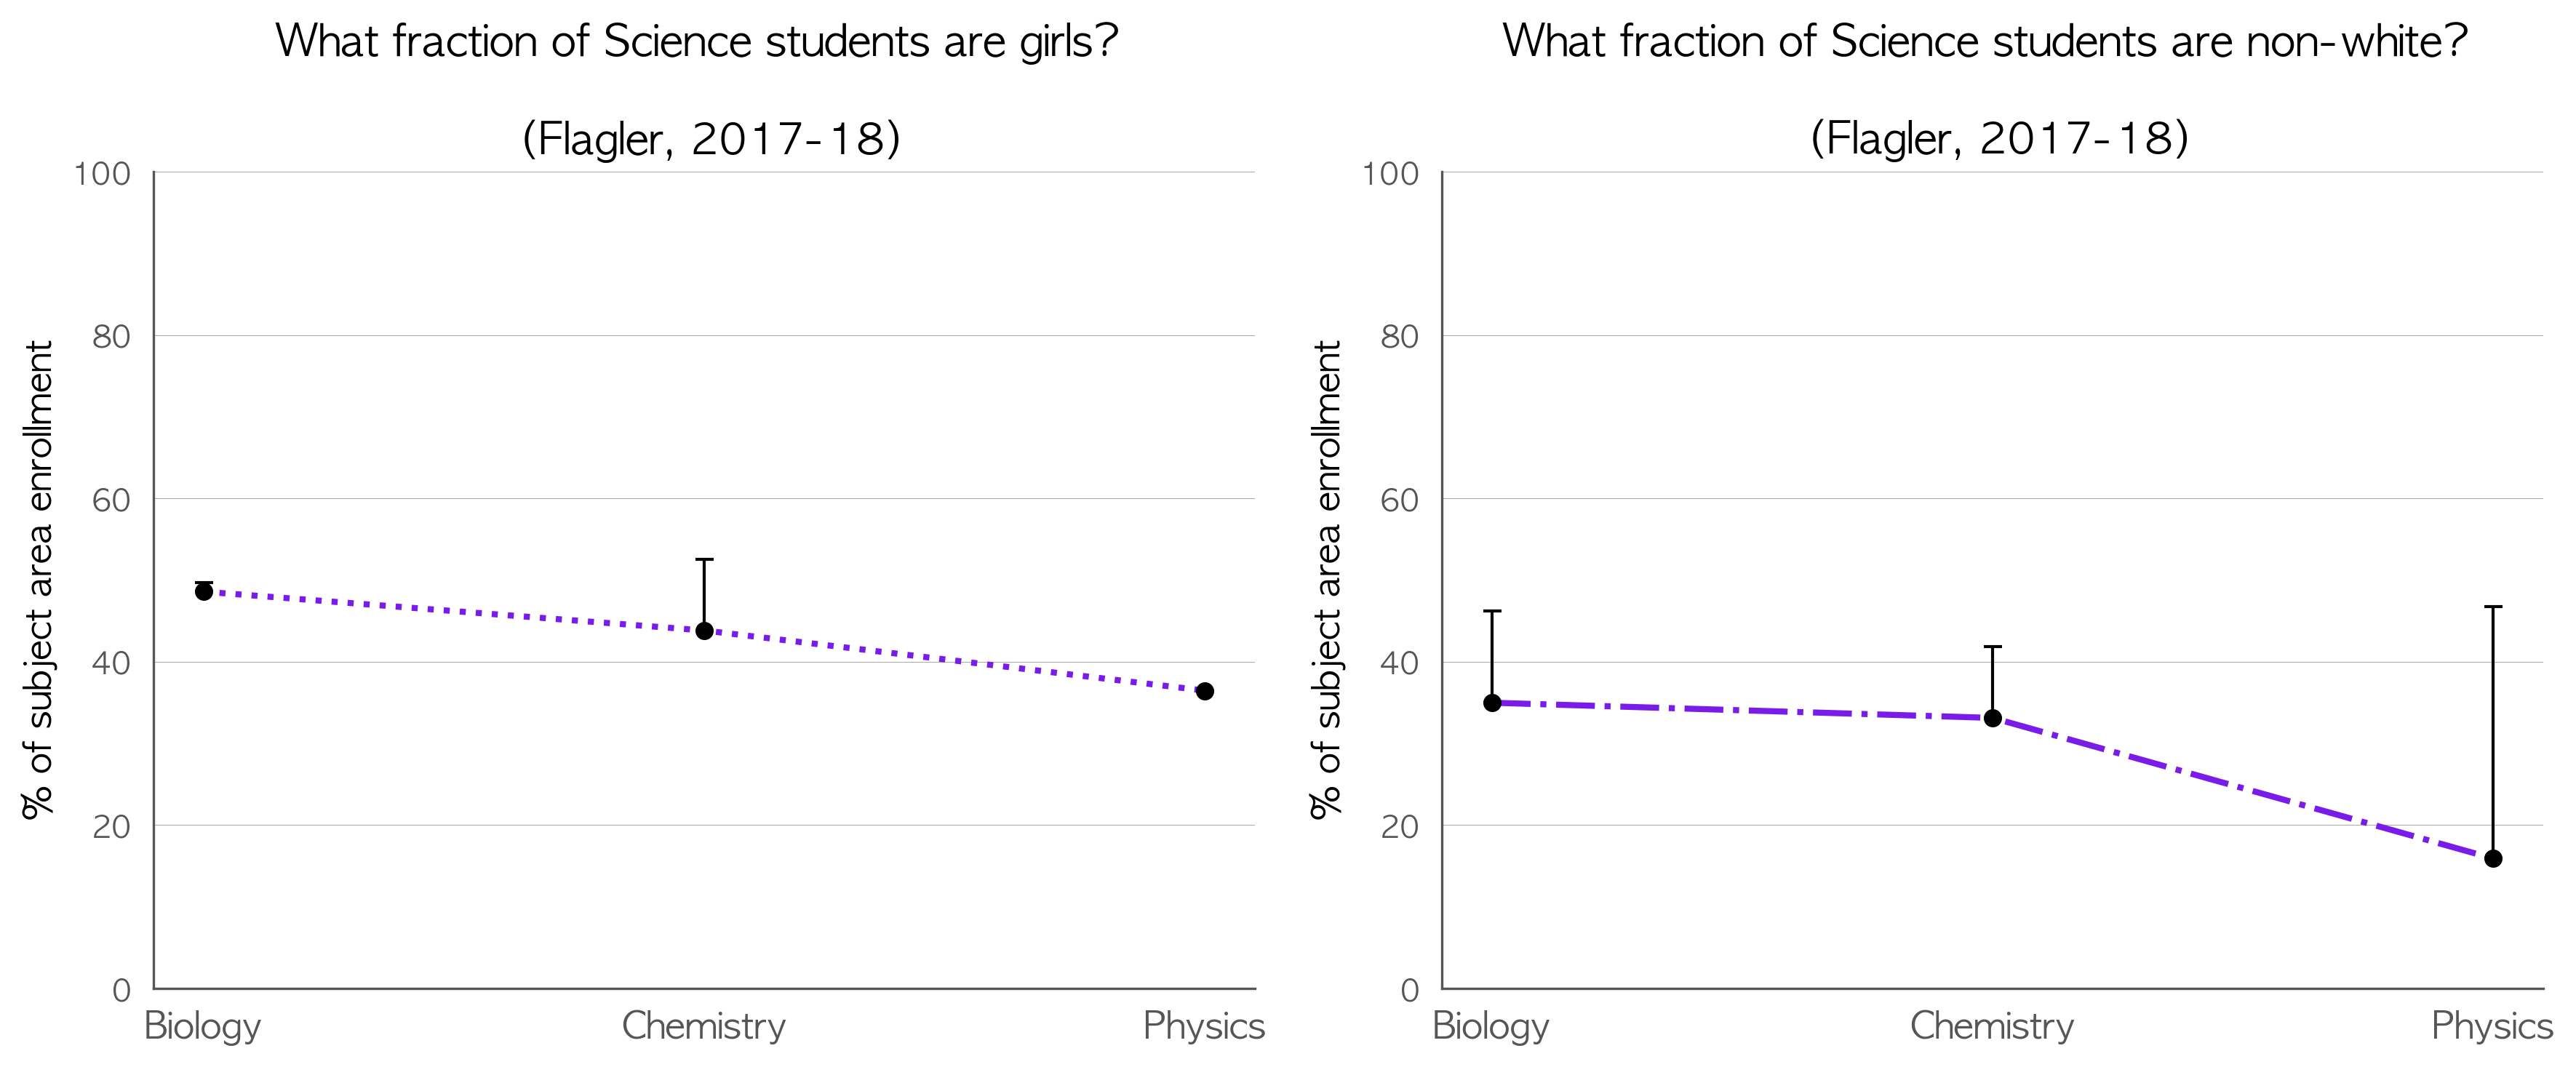 What fraction of Science students are girls?
(Flagler, 2017-18)
% of subject area enrollment
100
80
60
40
20
0
Biology
Chemistry
Physics
What fraction of Science students are non-white?
(Flagler, 2017-18)
% of subject area enrollment
100
80
60
40
20
0
Biology
Chemistry
Physics